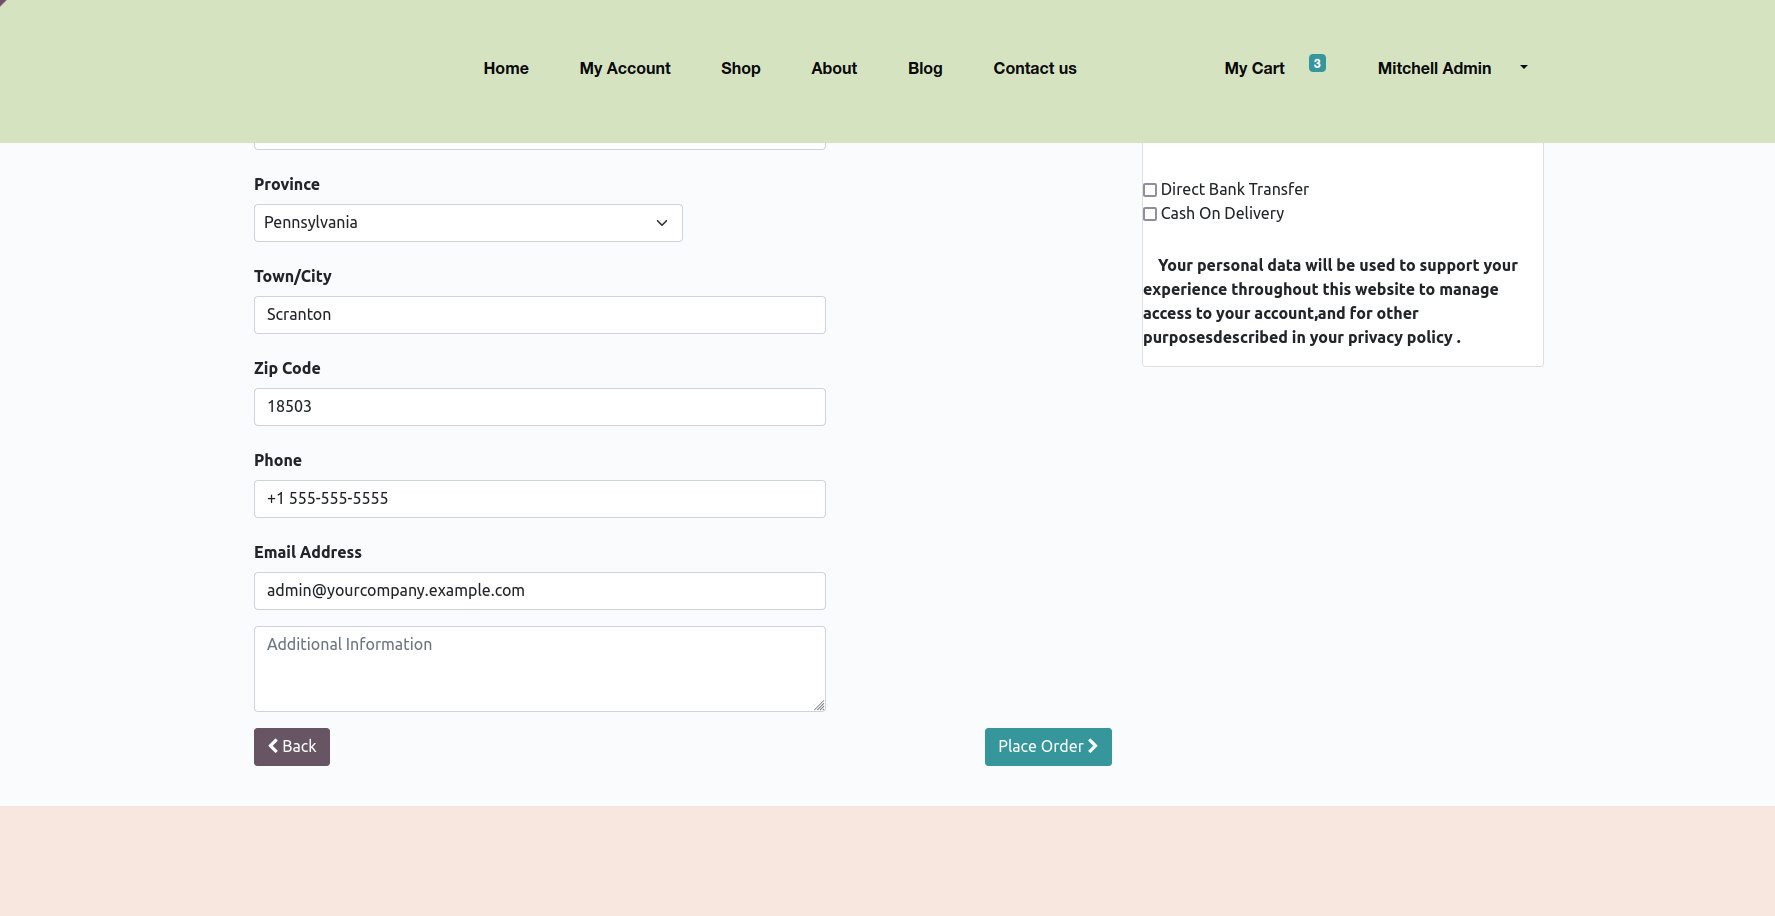 Home
My Account
Shop
About
Blog
Contact us
My Cart
3
Mitchell Admin
Province
Pennsylvania
Town/City
Scranton
Zip Code
18503
Phone
+1 555-555-5555
Email Address
admin@yourcompany.example.com
Additional Information
Back
Place Order
Direct Bank Transfer
Cash On Delivery
Your personal data will be used to support your
experience throughout this website to manage
access to your account,and for other
purposesdescribed in your privacy policy .